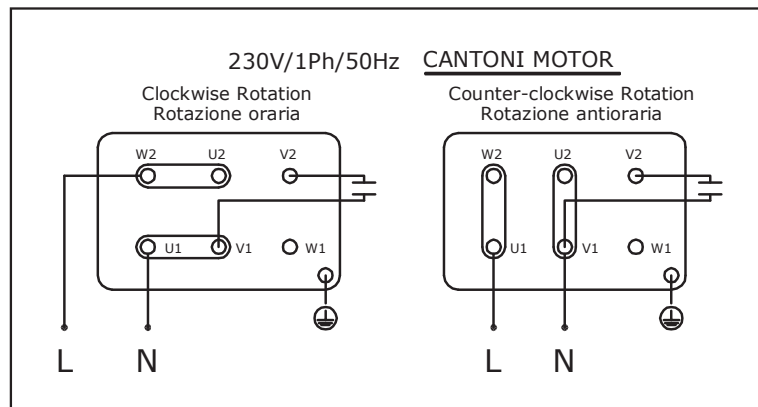 230V/1Ph/50Hz CANTONI MOTOR
Clockwise Rotation
Rotazione oraria
W2 U2 V2
U1 V1 W1
L N
Counter-clockwise Rotation
Rotazione antioraria
W2 U2 V2
U1 V1 W1
L N